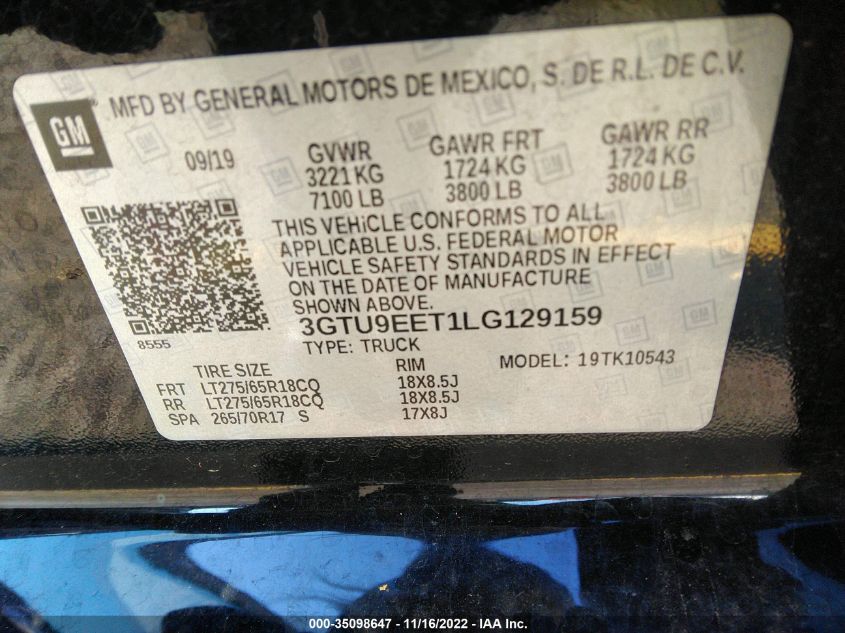 GM
MFD BY GENERAL MOTORS DE MEXICO, S. DE R.L. DE C.V.
09/19 GVWR GAWR FRT GAWR RR
3221 KG 1724 KG 1724 KG
7100 LB 3800 LB 3800 LB
THIS VEHICLE CONFORMS TO ALL
APPLICABLE U.S. FEDERAL MOTOR
VEHICLE SAFETY STANDARDS IN EFFECT
ON THE DATE OF MANUFACTURE
SHOWN ABOVE.
8555
3GTU9EET1LG129159
TYPE: TRUCK MODEL: 19TK10543
TIRE SIZE RIM
FRT LT275/65R18CQ 18X8.5J
RR LT275/65R18CQ 18X8.5J
SPA 265/70R17 S 17X8J
000-35098647 - 11/16/2022 - IAA Inc.